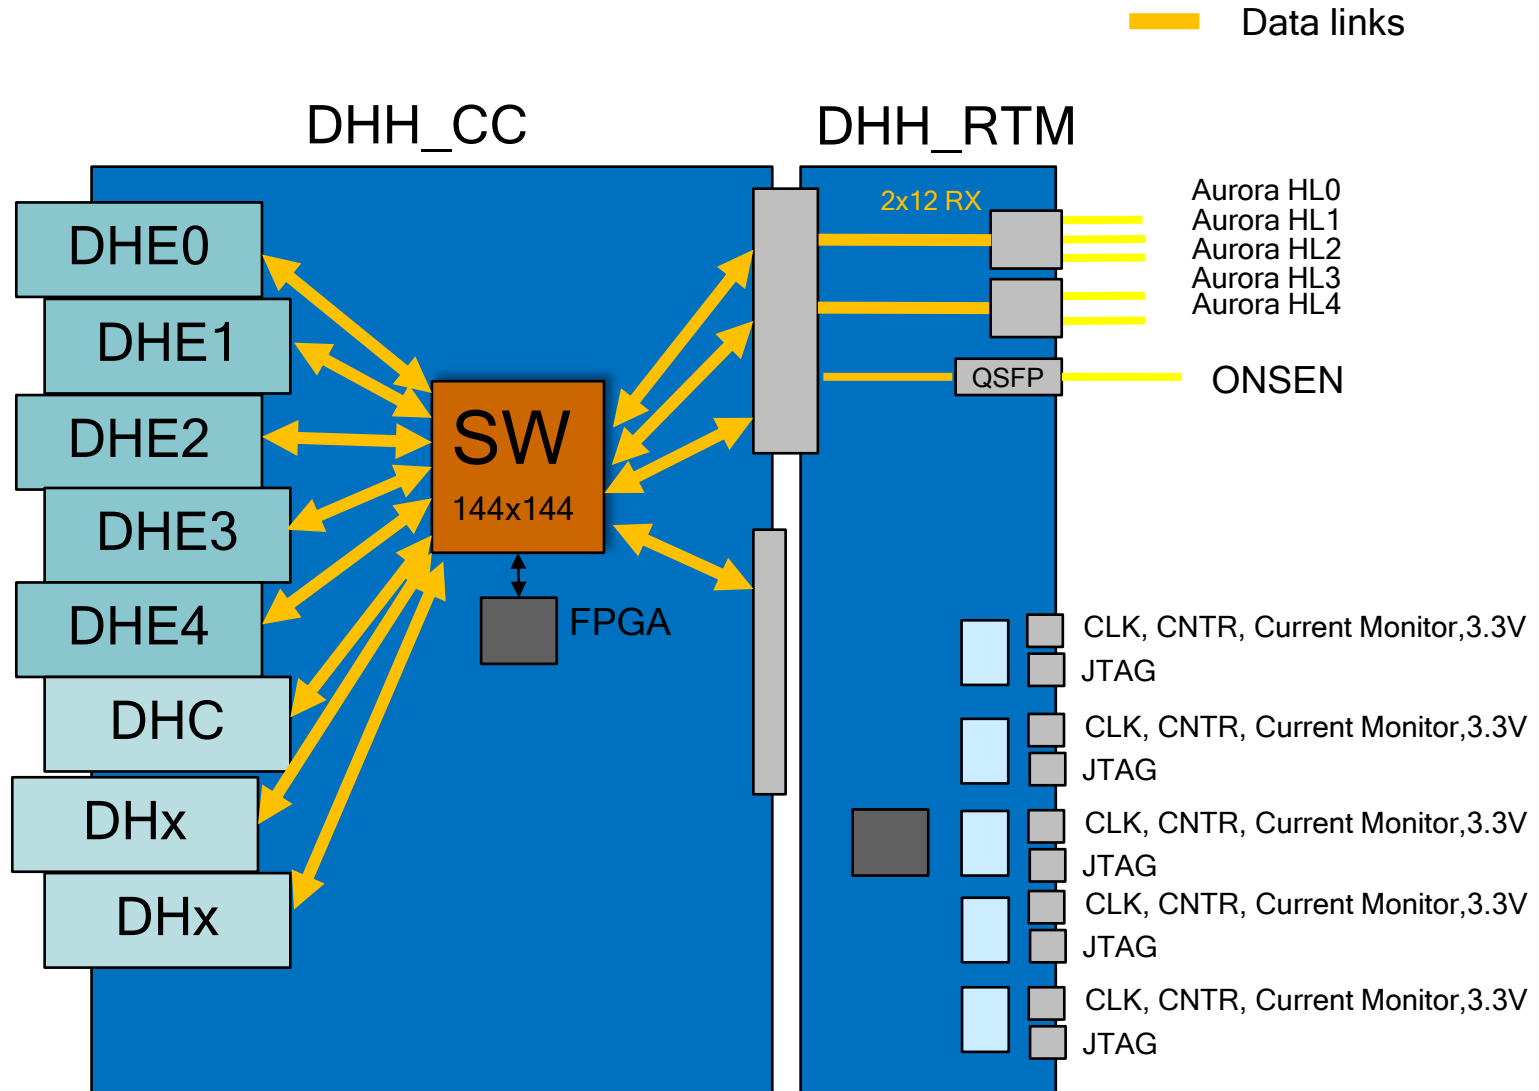 Data links
DHH_CC
DHH_RTM
2x12 RX
Aurora HL0
Aurora HL1
Aurora HL2
Aurora HL3
Aurora HL4
QSFP
ONSEN
DHE0
DHE1
DHE2
DHE3
DHE4
DHC
DHx
DHx
SW
144x144
FPGA
CLK, CNTR, Current Monitor,3.3V
JTAG
CLK, CNTR, Current Monitor,3.3V
JTAG
CLK, CNTR, Current Monitor,3.3V
JTAG
CLK, CNTR, Current Monitor,3.3V
JTAG
CLK, CNTR, Current Monitor,3.3V
JTAG